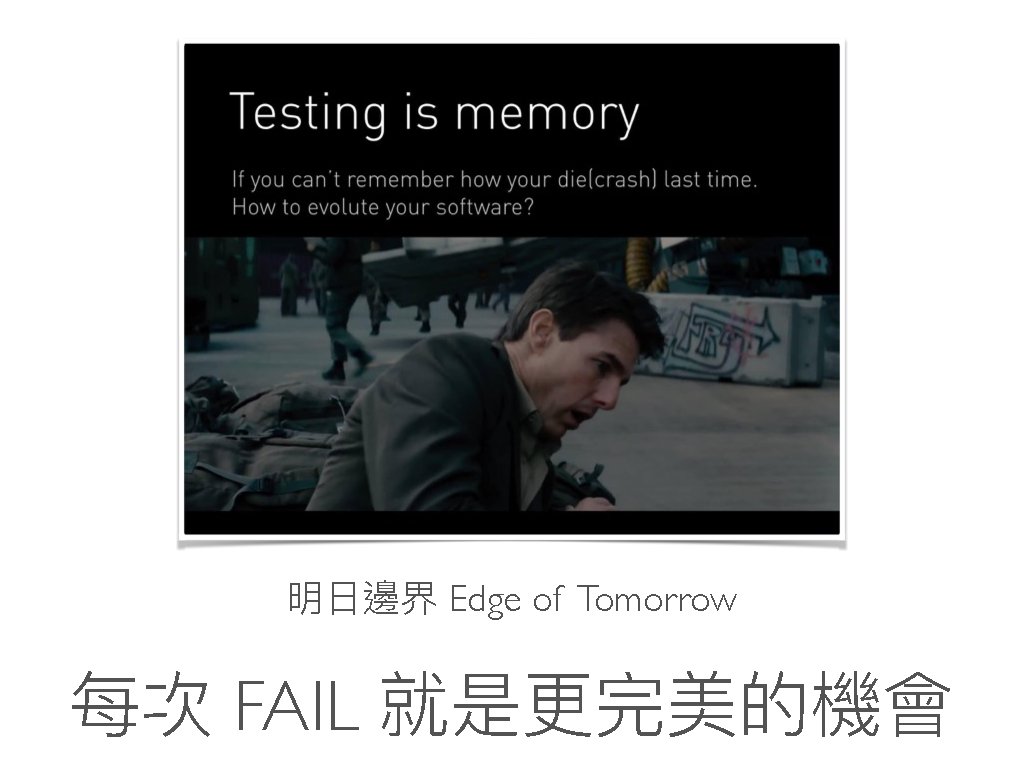 Testing is memory
If you can't remember how your die(crash) last time.
How to evolute your software?
明日邊界 Edge of Tomorrow
每次 FAIL 就是更完美的機會